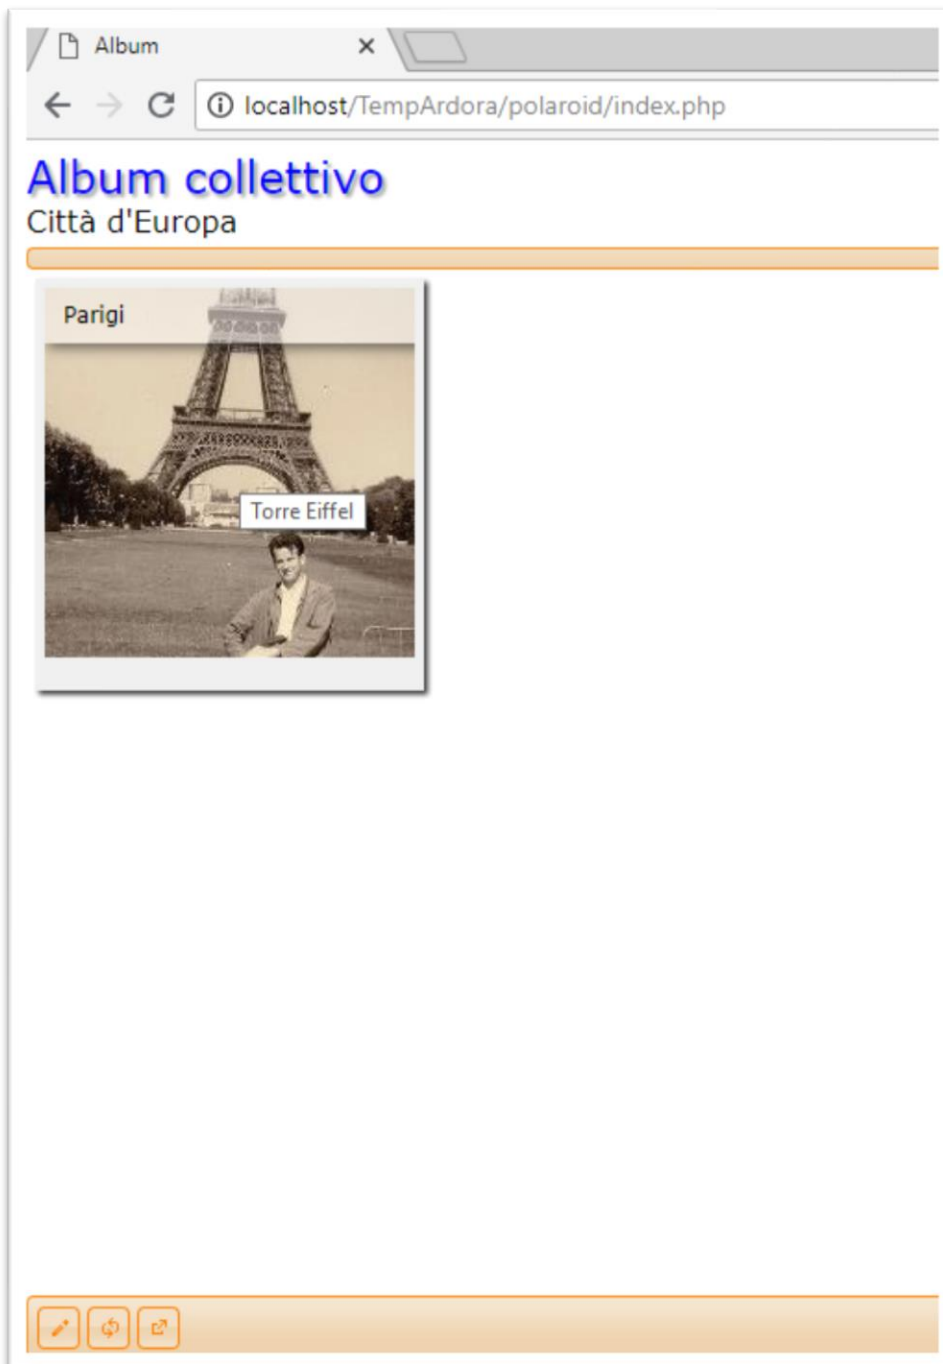 Album
localhost/TempArdora/polaroid/index.php
Album collettivo
Città d'Europa
Parigi
Torre Eiffel